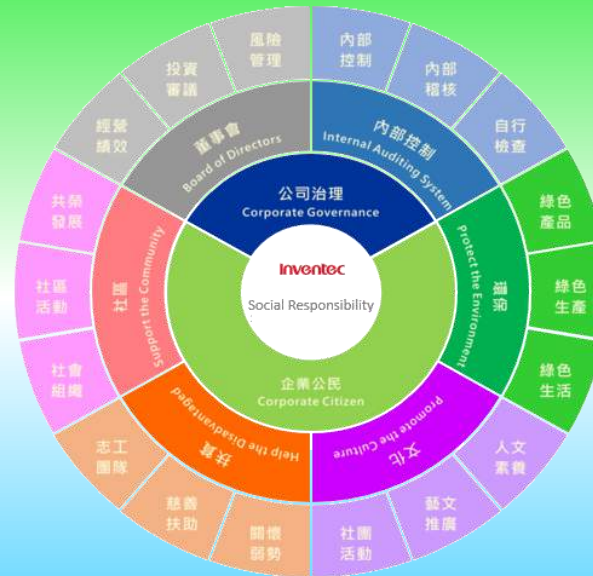 風險
管理
投資
審議
經營
績效
內部
控制
內部
稽核
自行
檢查
董事會
Board of Directors
內部控制
Internal Auditing System
公司治理
Corporate Governance
共榮
發展
社區
活動
社會
組織
社區
Support the Community
Inventec
Social Responsibility
環保
Protect the Environment
綠色
產品
綠色
生產
綠色
生活
企業公民
Corporate Citizen
扶貧
Help the Disadvantaged
文化
Promote the Culture
志工
團隊
慈善
扶助
關懷
弱勢
社團
活動
藝文
推廣
人文
素養